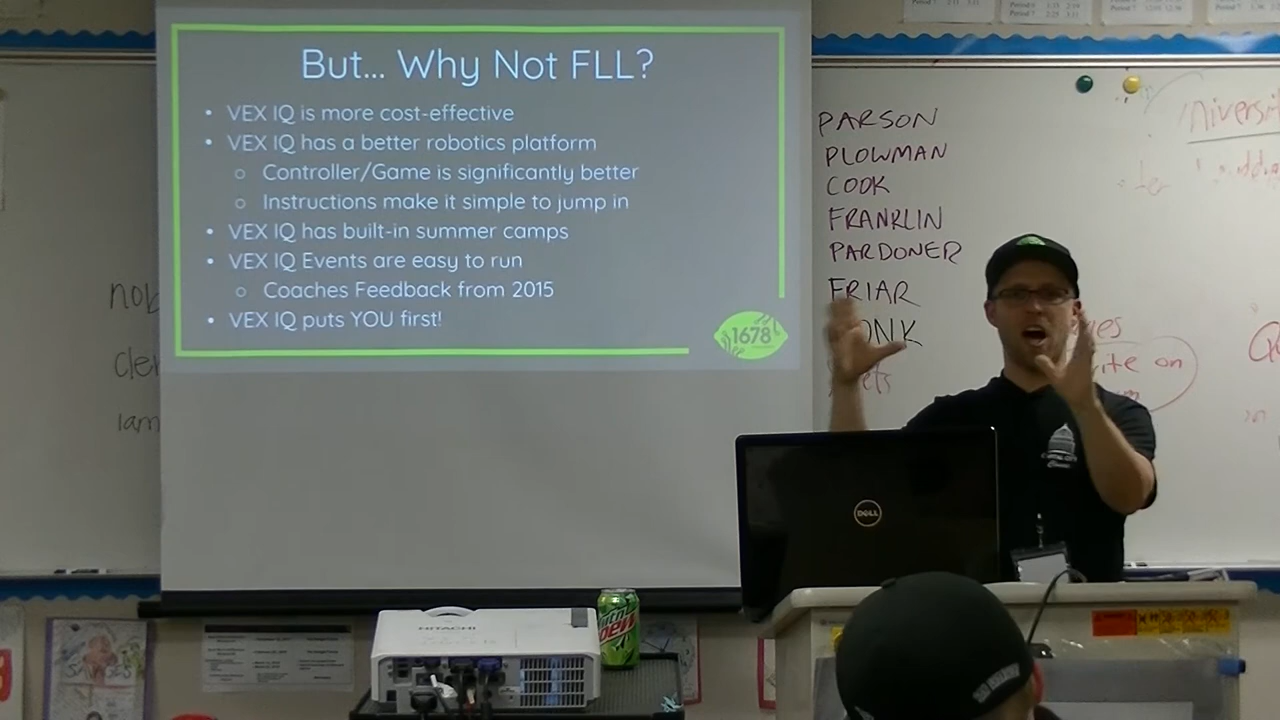 But... Why Not FLL?
• VEX IQ is more cost-effective
• VEX IQ has a better robotics platform
o Controller/Game is significantly better
o Instructions make it simple to jump in
• VEX IQ has built-in summer camps
• VEX IQ Events are easy to run
o Coaches Feedback from 2015
• VEX IQ puts YOU first!
1678
PARSON
PLOWMAN
COOK
FRANKLIN
PARDONER
FRIAR
ite on
DELL
HITACHI
DEW